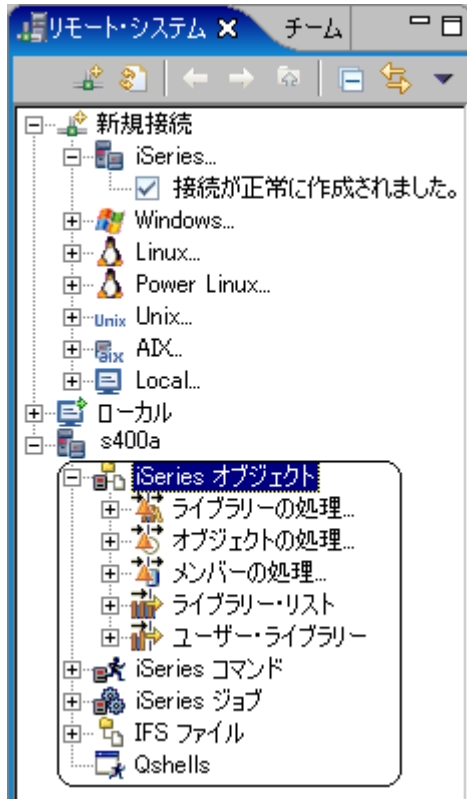 リモート・システム チーム
新規接続
iSeries...
接続が正常に作成されました。
Windows...
Linux...
Power Linux...
Unix Unix...
aix AIX...
Local...
ローカル
s400a
iSeries オブジェクト
ライブラリーの処理...
オブジェクトの処理...
メンバーの処理...
ライブラリー・リスト
ユーザー・ライブラリー
iSeries コマンド
iSeries ジョブ
IFS ファイル
Qshells